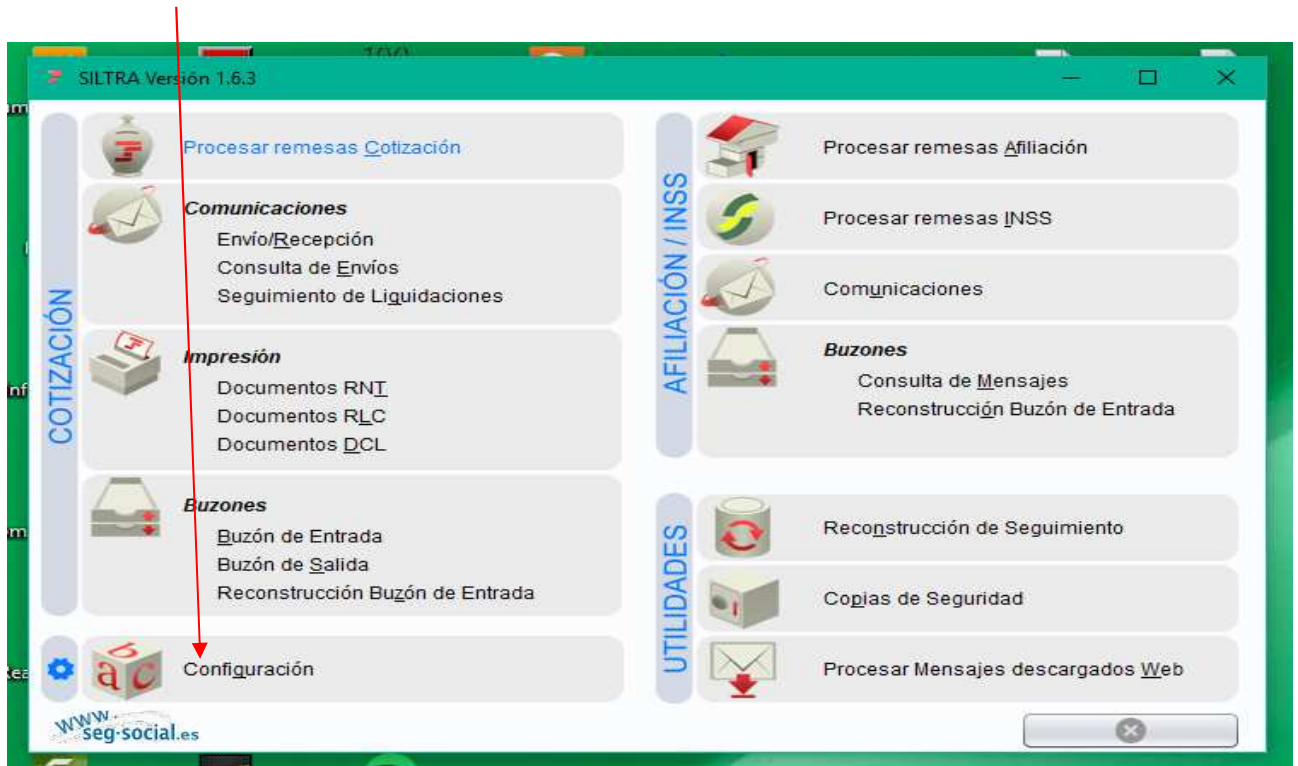 SILTRA Versión 1.6.3
COTIZACIÓN
Procesar remesas Cotización
Comunicaciones
Envío/Recepción
Consulta de Envíos
Seguimiento de Liquidaciones
Impresión
Documentos RNT
Documentos RLC
Documentos DCL
Buzones
Buzón de Entrada
Buzón de Salida
Reconstrucción Buzón de Entrada
abc
Configuración
www.
seg-social.es
AFILIACIÓN / INSS
Procesar remesas Afiliación
Procesar remesas INSS
Comunicaciones
Buzones
Consulta de Mensajes
Reconstrucción Buzón de Entrada
UTILIDADES
Reconstrucción de Seguimiento
Copias de Seguridad
Procesar Mensajes descargados Web